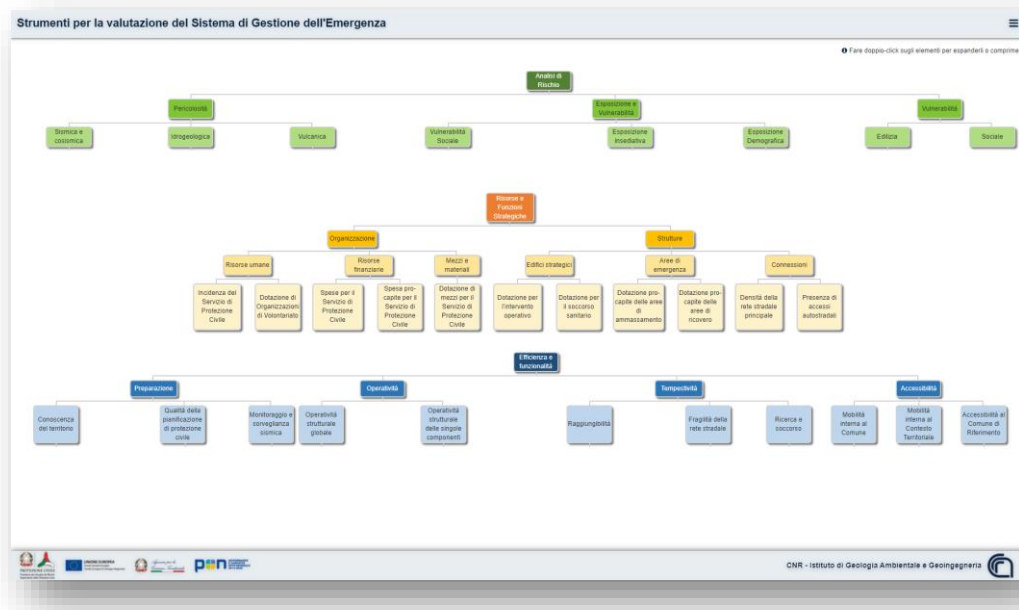 Strumenti per la valutazione del Sistema di Gestione dell'Emergenza
Fare doppio-click sugli elementi per espanderli o comprime
Analisi di
Rischio
Pericolosità
Esposizione e
Vulnerabilità
Vulnerabilità
Sismica e
cosismica
Idrogeologica
Vulcanica
Vulnerabilità
Sociale
Esposizione
Insediativa
Esposizione
Demografica
Edilizia
Sociale
Risorse e
Funzioni
Strategiche
Organizzazione
Strutture
Risorse umane
Risorse
finanziarie
Mezzi e
materiali
Edifici strategici
Aree di
emergenza
Connessioni
Incidenza del
Servizio di
Protezione
Civile
Dotazione di
Organizzazioni
di Volontariato
Spese per il
Servizio di
Protezione
Civile
Spesa pro-
capite per il
Servizio di
Protezione
Civile
Dotazione di
mezzi per il
Servizio di
Protezione
Civile
Dotazione per
l'intervento
operativo
Dotazione per
il soccorso
sanitario
Dotazione pro-
capite delle aree
di
ammassamento
Dotazione pro-
capite delle
aree di
ricovero
Densità della
rete stradale
principale
Presenza di
accessi
autostradali
Efficienza e
funzionalità
Preparazione
Operatività
Tempestività
Accessibilità
Conoscenza
del territorio
Qualità della
pianificazione
di protezione
civile
Monitoraggio e
sorveglianza
sismica
Operatività
strutturale
globale
Operatività
strutturale
delle singole
componenti
Raggiungibilità
Fragilità della
rete stradale
Ricerca e
soccorso
Mobilità
interna al
Comune
Mobilità
interna al
Contesto
Territoriale
Accessibilità al
Comune di
Riferimento
UNIONE EUROPEA
pon
CNR - Istituto di Geologia Ambientale e Geoingegneria